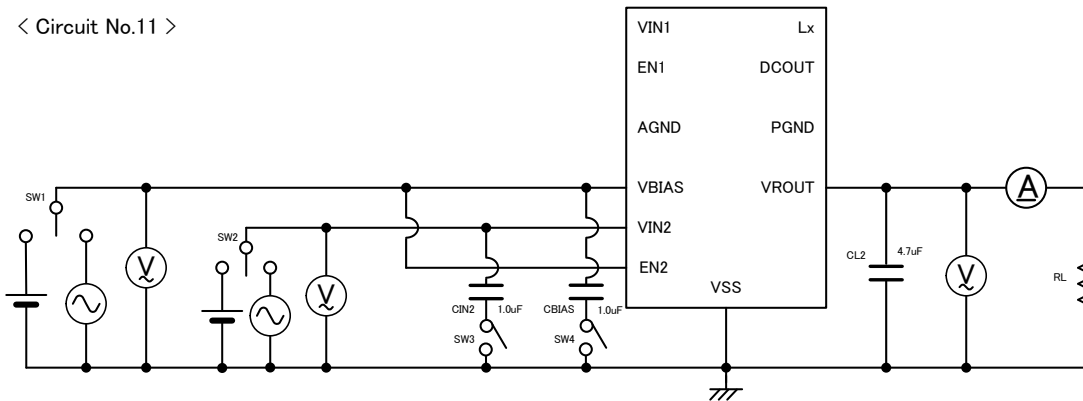 < Circuit No.11 >
VIN1 Lx
EN1 DCOUT
AGND PGND
VBIAS VROUT
VIN2
EN2
VSS
SW1
V
SW2
V
CIN2 1.0uF
SW3
CBIAS 1.0uF
SW4
CL2 4.7uF
V
A
RL